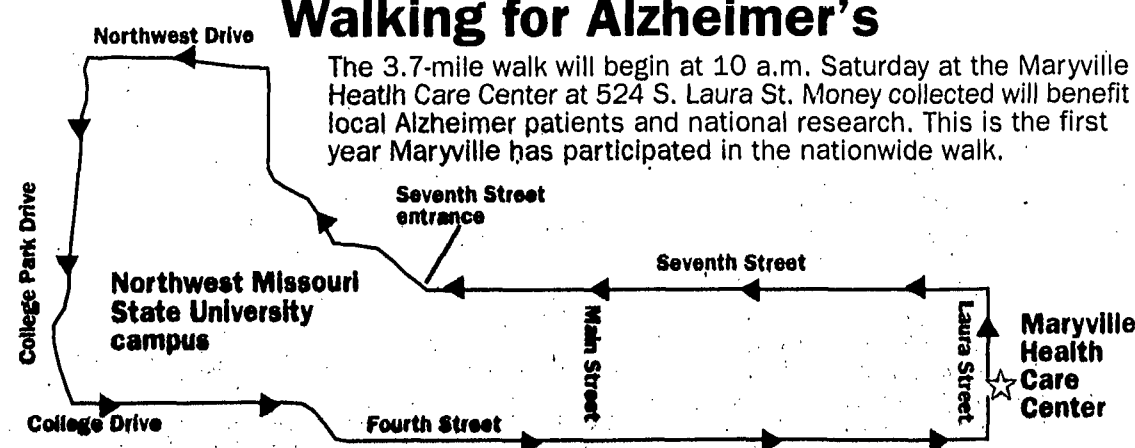 Walking for Alzheimer's
The 3.7-mile walk will begin at 10 a.m. Saturday at the Maryville
Heatlh Care Center at 524 S. Laura St. Money collected will benefit
local Alzheimer patients and national research. This is the first
year Maryville has participated in the nationwide walk.
Northwest Drive
Seventh Street
entrance
Seventh Street
College Park Drive
Northwest Missouri
State University
campus
Main Street
Laura Street
Maryville
Health
Care
Center
College Drive
Fourth Street